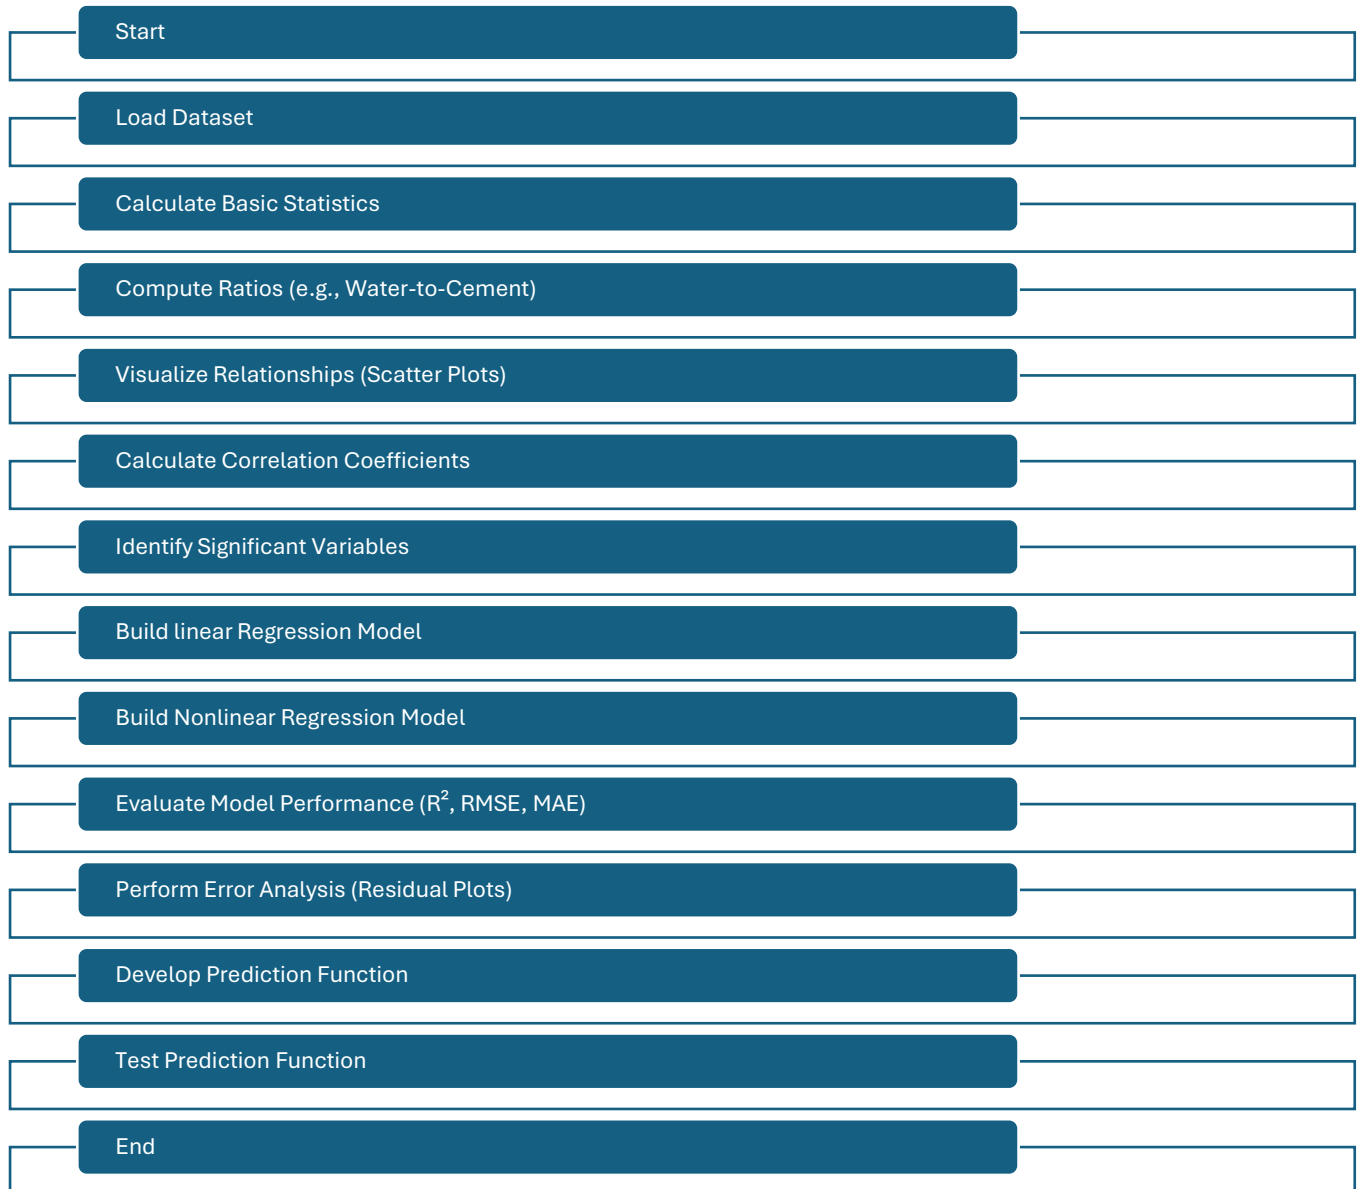 Start
Load Dataset
Calculate Basic Statistics
Compute Ratios (e.g., Water-to-Cement)
Visualize Relationships (Scatter Plots)
Calculate Correlation Coefficients
Identify Significant Variables
Build linear Regression Model
Build Nonlinear Regression Model
Evaluate Model Performance (R², RMSE, MAE)
Perform Error Analysis (Residual Plots)
Develop Prediction Function
Test Prediction Function
End